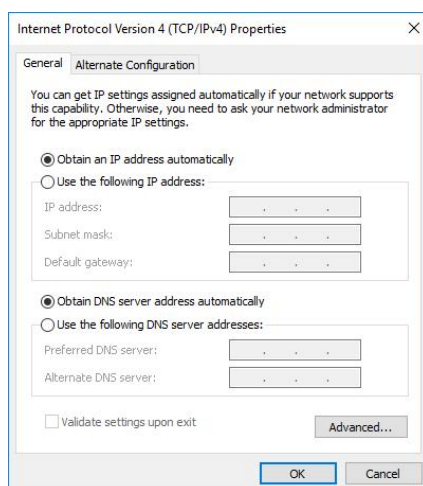 Internet Protocol Version 4 (TCP/IPv4) Properties
General
Alternate Configuration
You can get IP settings assigned automatically if your network supports
this capability. Otherwise, you need to ask your network administrator
for the appropriate IP settings.
Obtain an IP address automatically
Use the following IP address:
IP address:
Subnet mask:
Default gateway:
Obtain DNS server address automatically
Use the following DNS server addresses:
Preferred DNS server:
Alternate DNS server:
Validate settings upon exit
Advanced...
OK
Cancel